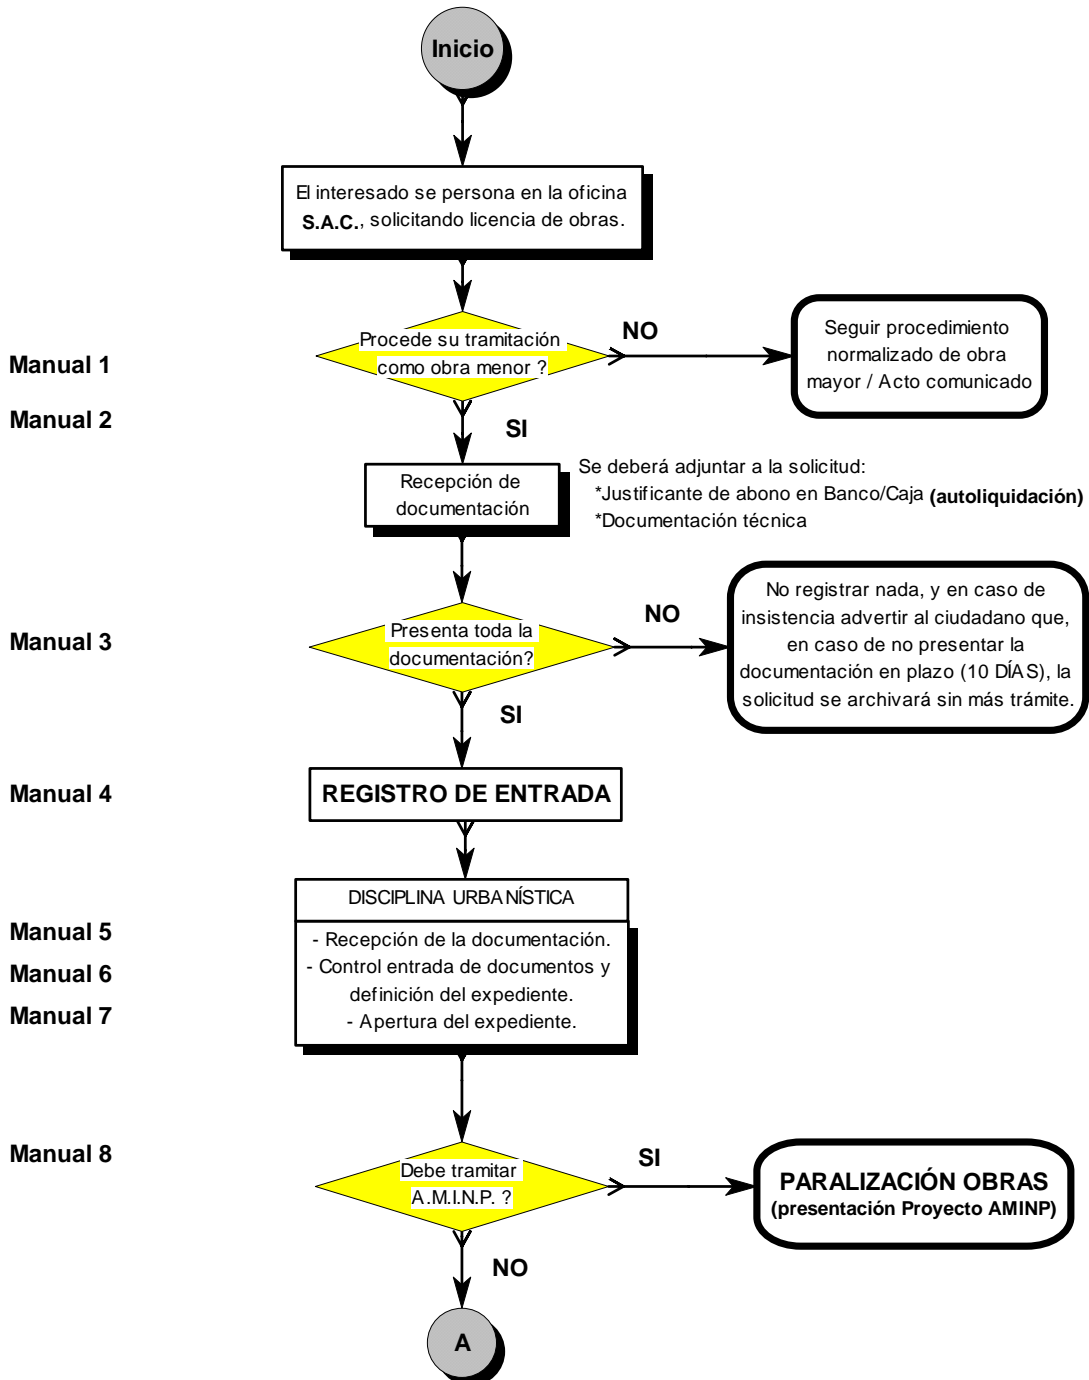 Inicio
El interesado se persona en la oficina
S.A.C., solicitando licencia de obras.
Manual 1
Procede su tramitación
como obra menor ?
NO
Seguir procedimiento
normalizado de obra
mayor / Acto comunicado
Manual 2
SI
Recepción de
documentación
Se deberá adjuntar a la solicitud:
*Justificante de abono en Banco/Caja (autoliquidación)
*Documentación técnica
Manual 3
Presenta toda la
documentación?
NO
No registrar nada, y en caso de
insistencia advertir al ciudadano que,
en caso de no presentar la
documentación en plazo (10 DÍAS), la
solicitud se archivará sin más trámite.
SI
Manual 4
REGISTRO DE ENTRADA
DISCIPLINA URBANÍSTICA
Manual 5
- Recepción de la documentación.
Manual 6
- Control entrada de documentos y
definición del expediente.
Manual 7
- Apertura del expediente.
Manual 8
Debe tramitar
A.M.I.N.P. ?
SI
PARALIZACIÓN OBRAS
(presentación Proyecto AMINP)
NO
A